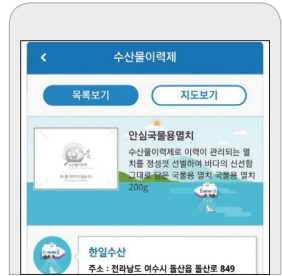 수산물이력제
목록보기
지도보기
안심국물용멸치
수산물이력제로 이력이 관리되는 멸
치를 정성껏 선별하여 바다의 신선함
그대로 담은 국물용 멸치 국물용 멸치
200g
한일수산
주소 : 전라남도 여수시 돌산읍 돌산로 849